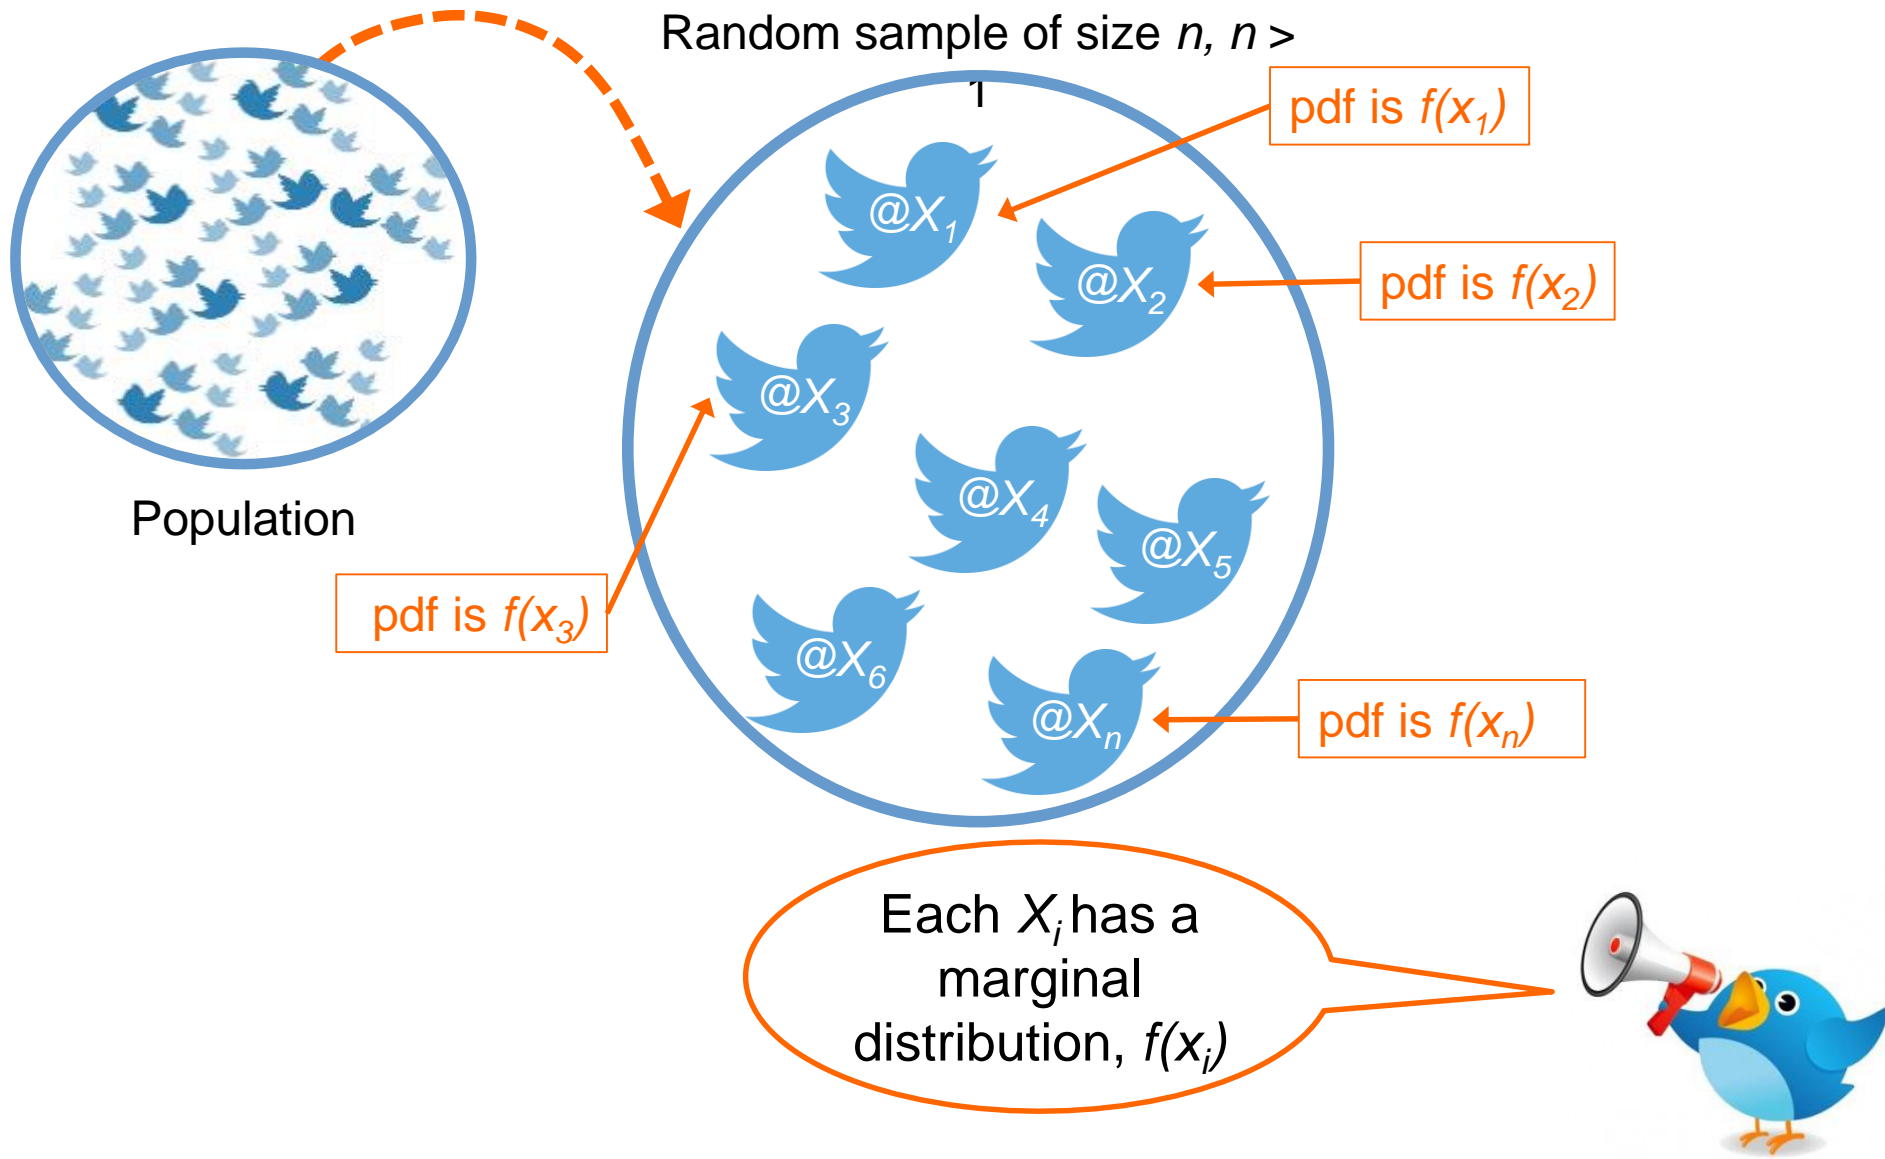 Random sample of size n, n >
1
pdf is f(x₁)
@X₁
@X₂
pdf is f(x₂)
@X₃
@X₄
Population
@X₅
pdf is f(x₃)
@X₆
@Xₙ
pdf is f(xₙ)
Each Xᵢ has a
marginal
distribution, f(xᵢ)